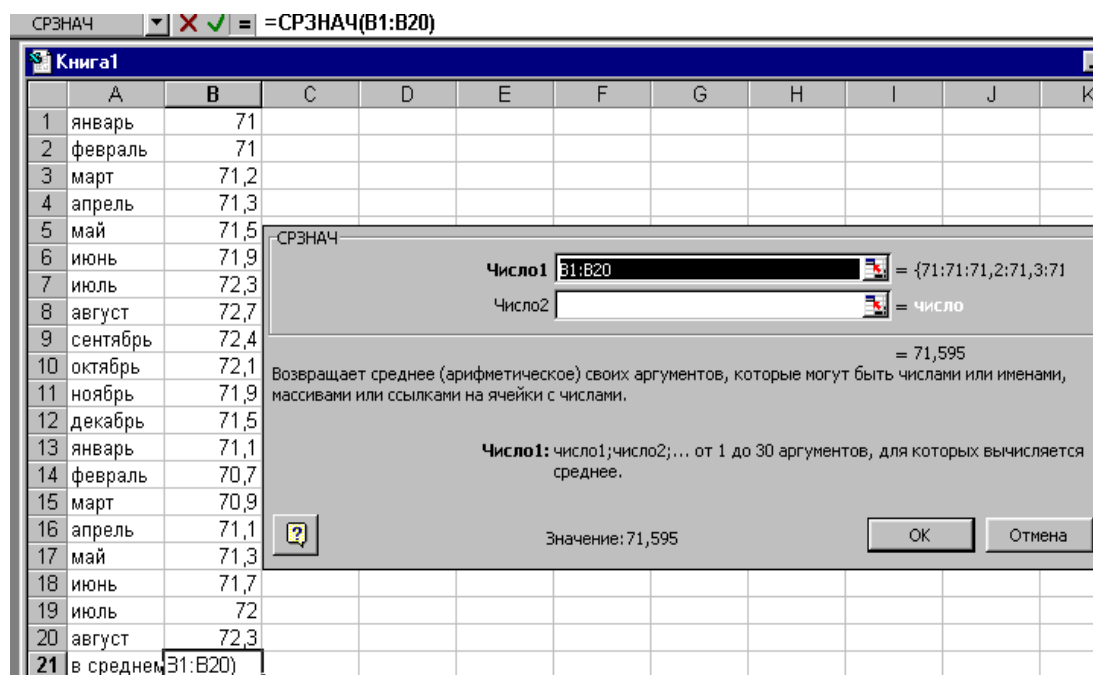 СРЗНАЧ = =СРЗНАЧ(B1:B20)
Книга1
A B C D E F G H I J K
1 январь 71
2 февраль 71
3 март 71,2
4 апрель 71,3
5 май 71,5
6 июнь 71,9
7 июль 72,3
8 август 72,7
9 сентябрь 72,4
10 октябрь 72,1
11 ноябрь 71,9
12 декабрь 71,5
13 январь 71,1
14 февраль 70,7
15 март 70,9
16 апрель 71,1
17 май 71,3
18 июнь 71,7
19 июль 72
20 август 72,3
21 в среднем B1:B20)
СРЗНАЧ
Число1 B1:B20 = {71:71:71,2:71,3:71
Число2 = число
= 71,595
Возвращает среднее (арифметическое) своих аргументов, которые могут быть числами или именами,
массивами или ссылками на ячейки с числами.
Число1: число1;число2;... от 1 до 30 аргументов, для которых вычисляется
среднее.
? Значение:71,595 OK Отмена